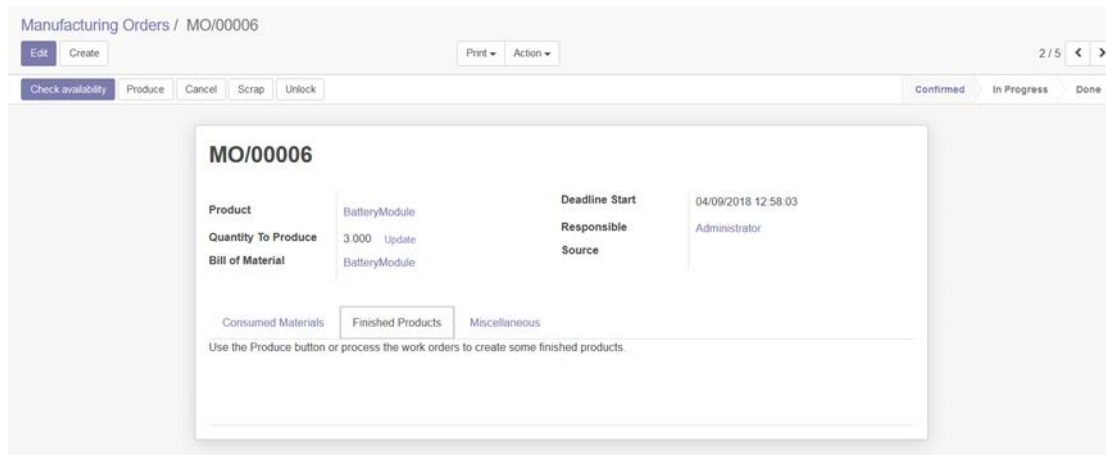 Manufacturing Orders / MO/00006
Edit Create Print Action 2 / 5
Check availability Produce Cancel Scrap Unlock Confirmed In Progress Done
MO/00006
Product BatteryModule
Quantity To Produce 3.000 Update
Bill of Material BatteryModule
Deadline Start 04/09/2018 12:58:03
Responsible Administrator
Source
Consumed Materials Finished Products Miscellaneous
Use the Produce button or process the work orders to create some finished products.